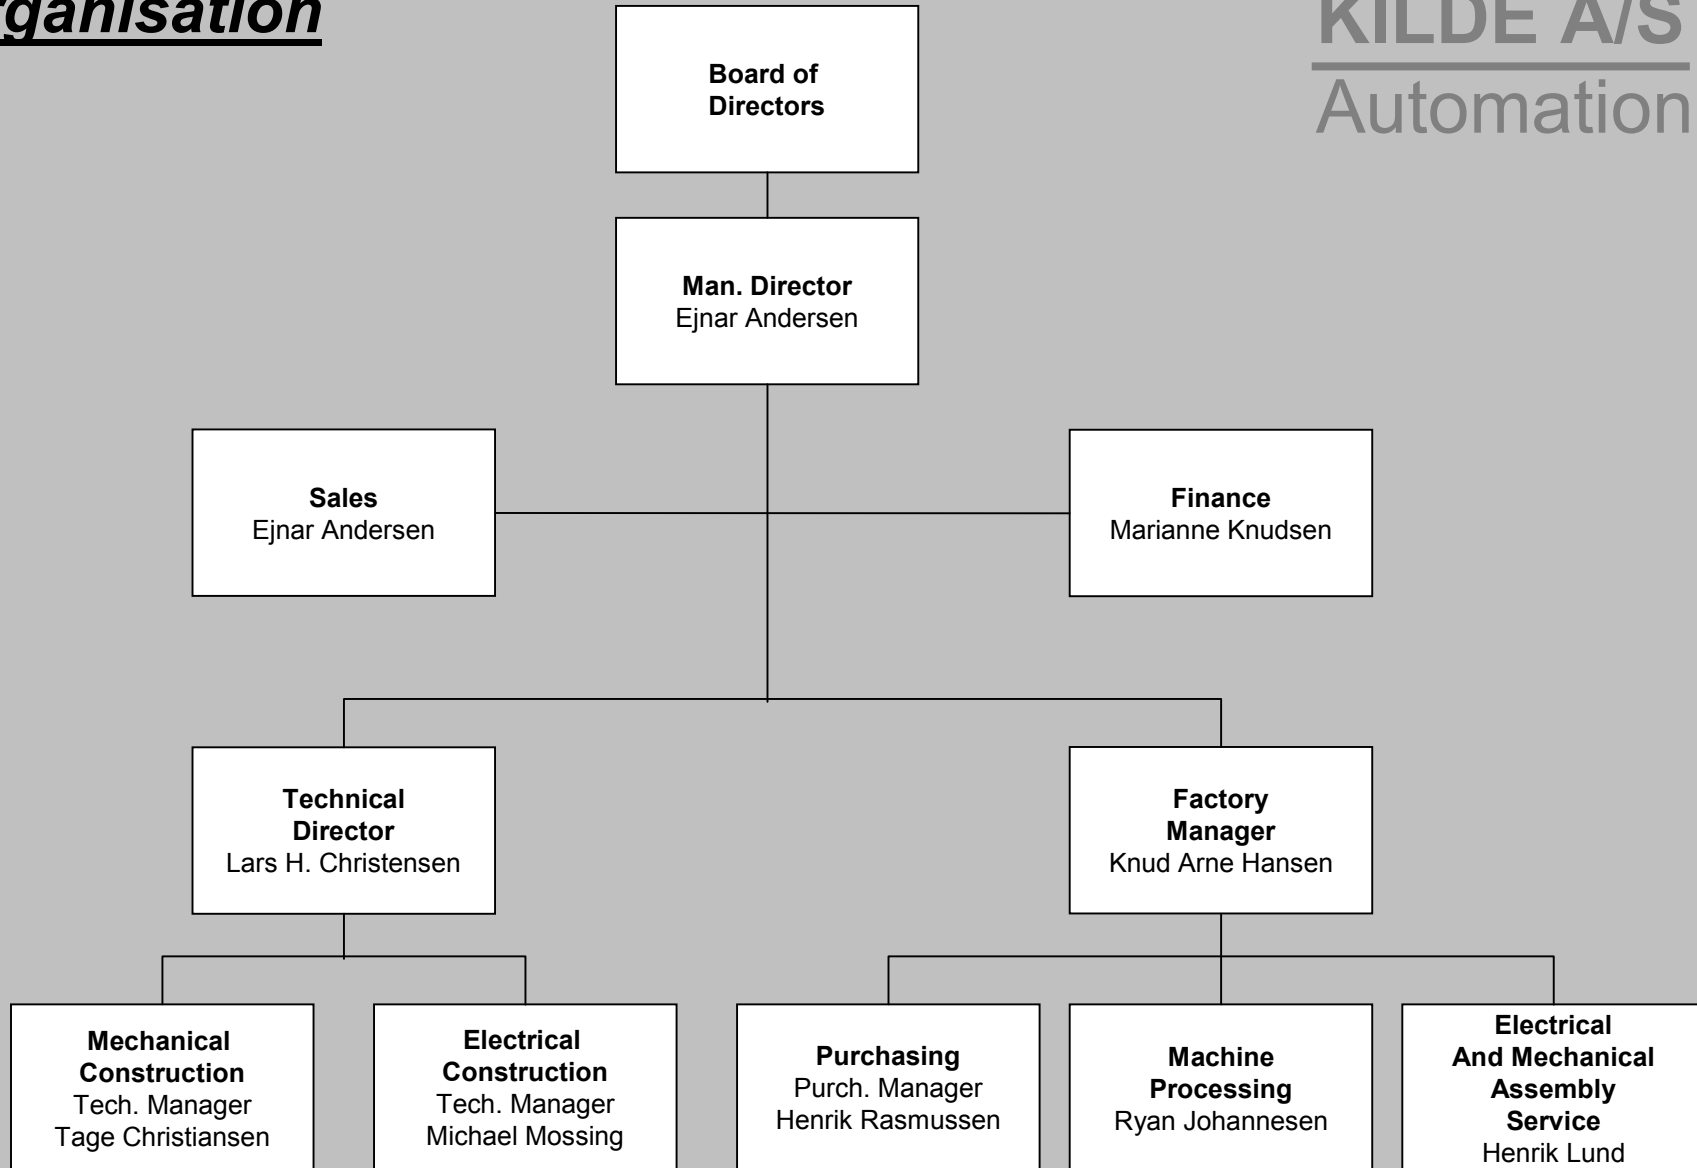 rganisation
KILDE A/S
Automation
Board of
Directors
Man. Director
Ejnar Andersen
Sales
Ejnar Andersen
Finance
Marianne Knudsen
Technical
Director
Lars H. Christensen
Factory
Manager
Knud Arne Hansen
Mechanical
Construction
Tech. Manager
Tage Christiansen
Electrical
Construction
Tech. Manager
Michael Mossing
Purchasing
Purch. Manager
Henrik Rasmussen
Machine
Processing
Ryan Johannesen
Electrical
And Mechanical
Assembly
Service
Henrik Lund